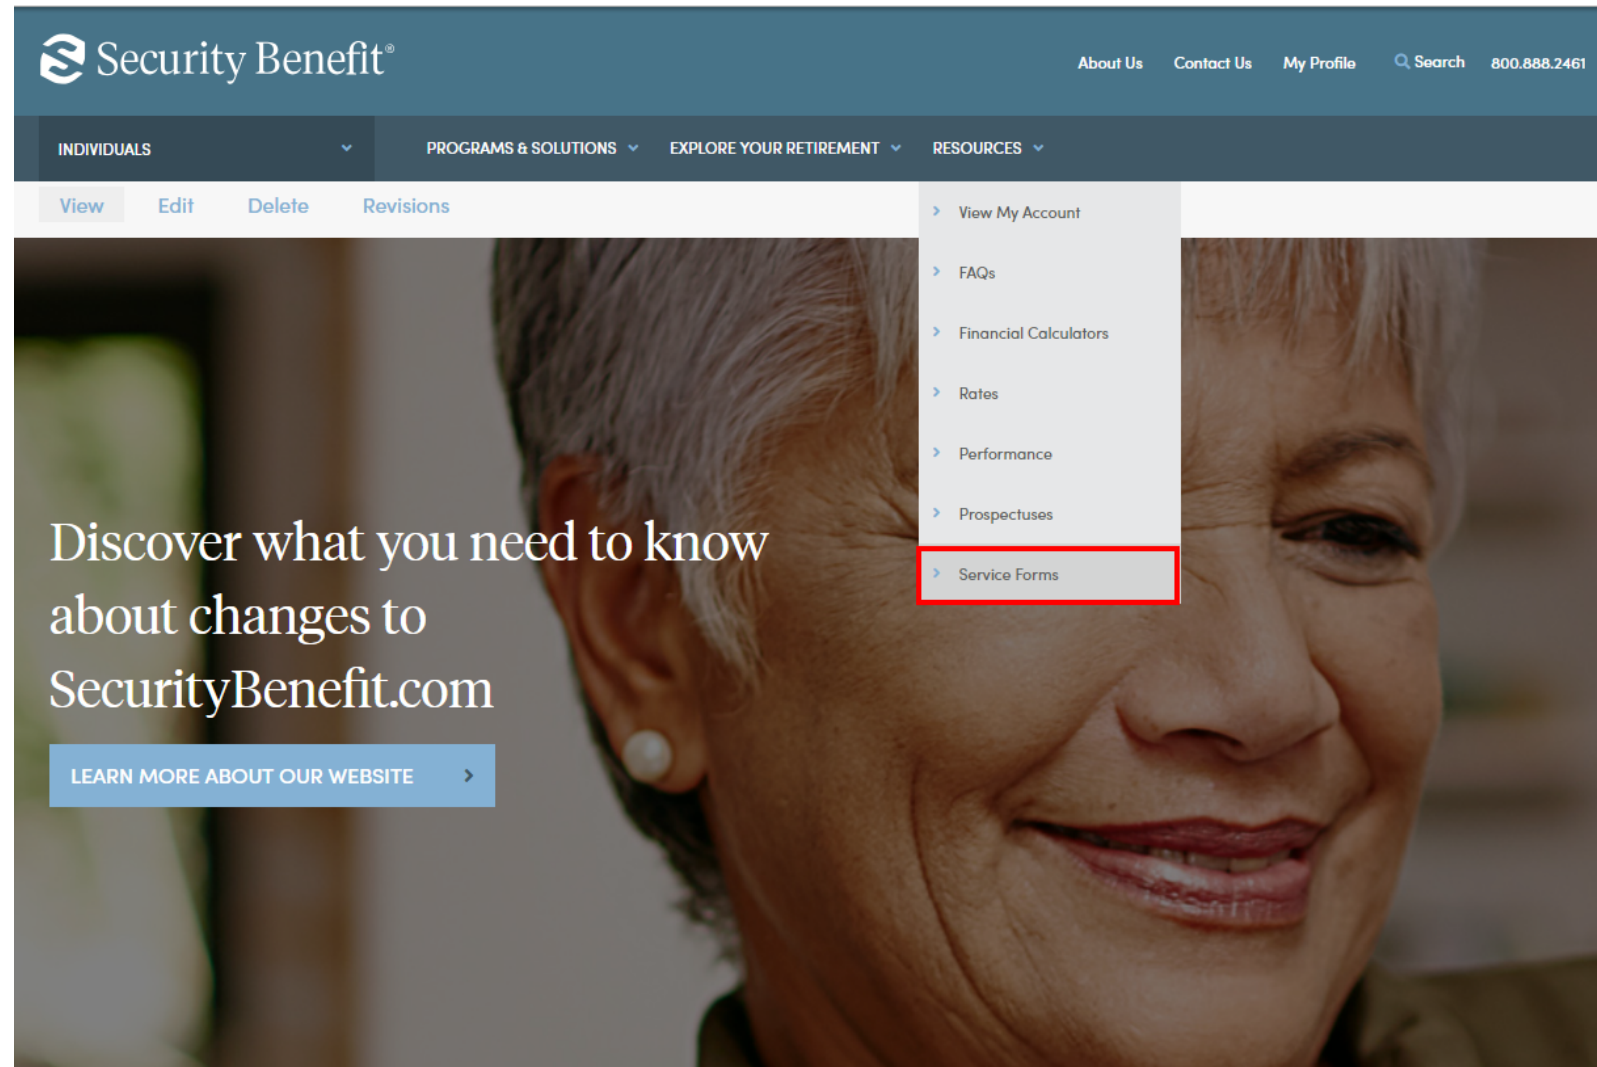 Security Benefit®
About Us Contact Us My Profile Search 800.888.2461
INDIVIDUALS PROGRAMS & SOLUTIONS EXPLORE YOUR RETIREMENT RESOURCES
View Edit Delete Revisions
View My Account
FAQs
Financial Calculators
Rates
Performance
Prospectuses
Service Forms
Discover what you need to know
about changes to
SecurityBenefit.com
LEARN MORE ABOUT OUR WEBSITE